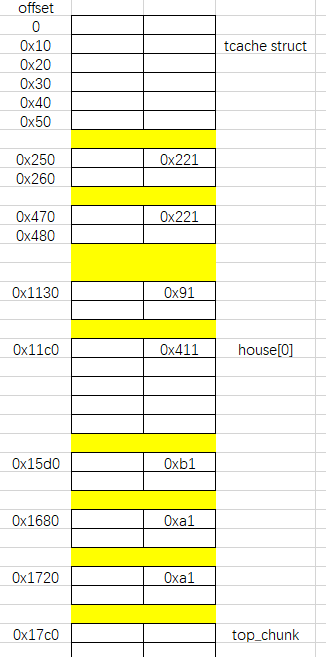 offset
0
0x10 tcache struct
0x20
0x30
0x40
0x50
0x250 0x221
0x260
0x470 0x221
0x480
0x1130 0x91
0x11c0 0x411 house[0]
0x15d0 0xb1
0x1680 0xa1
0x1720 0xa1
0x17c0 top_chunk